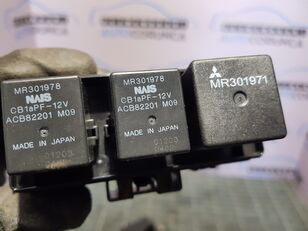 MR301978
NAIS
CB1aPF-12V
ACB82201 M09
MADE IN JAPAN
MR301978
NAIS
CB1aPF-12V
ACB82201 M09
MADE IN JAPAN
01203
MR301971